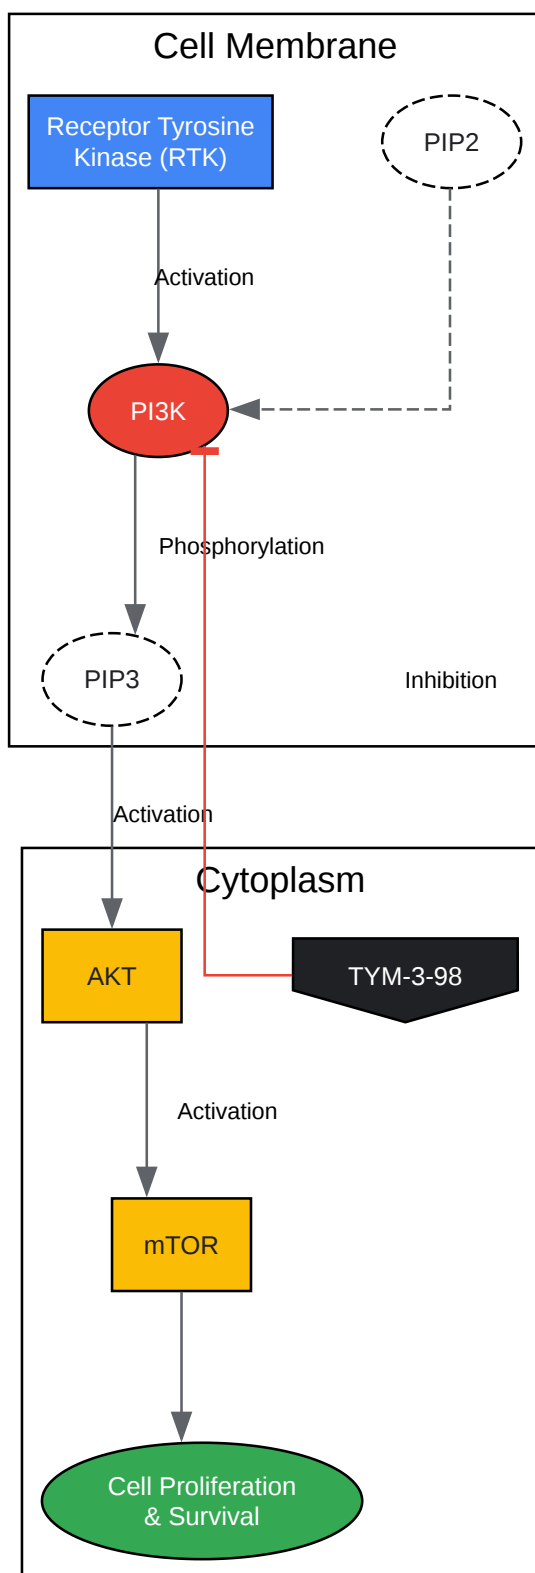 Cell Membrane
Receptor Tyrosine
Kinase (RTK)
PIP2
Activation
PI3K
Phosphorylation
PIP3
Inhibition
Activation
Cytoplasm
AKT
TYM-3-98
Activation
mTOR
Cell Proliferation
& Survival